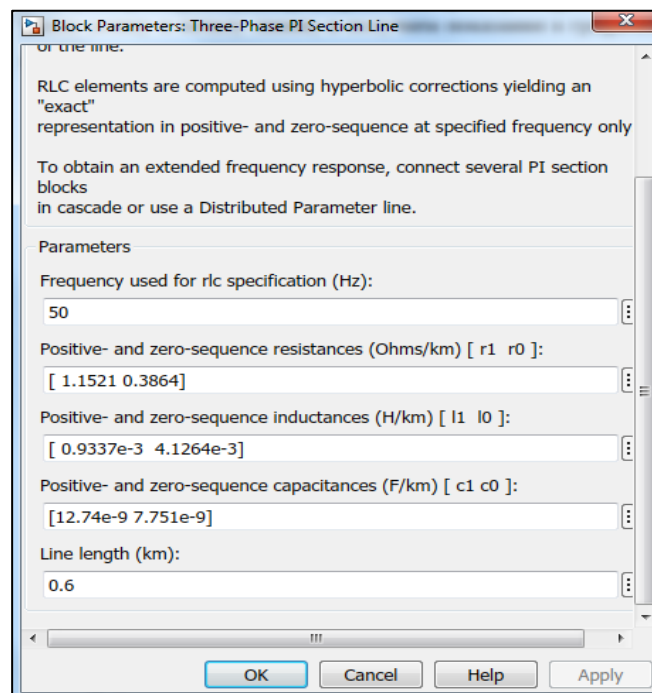 Block Parameters: Three-Phase PI Section Line
of the line.
RLC elements are computed using hyperbolic corrections yielding an
"exact"
representation in positive- and zero-sequence at specified frequency only
To obtain an extended frequency response, connect several PI section
blocks
in cascade or use a Distributed Parameter line.
Parameters
Frequency used for rlc specification (Hz):
50
Positive- and zero-sequence resistances (Ohms/km) [ r1  r0 ]:
[ 1.1521 0.3864]
Positive- and zero-sequence inductances (H/km) [ l1  l0 ]:
[ 0.9337e-3  4.1264e-3]
Positive- and zero-sequence capacitances (F/km) [ c1 c0 ]:
[12.74e-9 7.751e-9]
Line length (km):
0.6
OK Cancel Help Apply